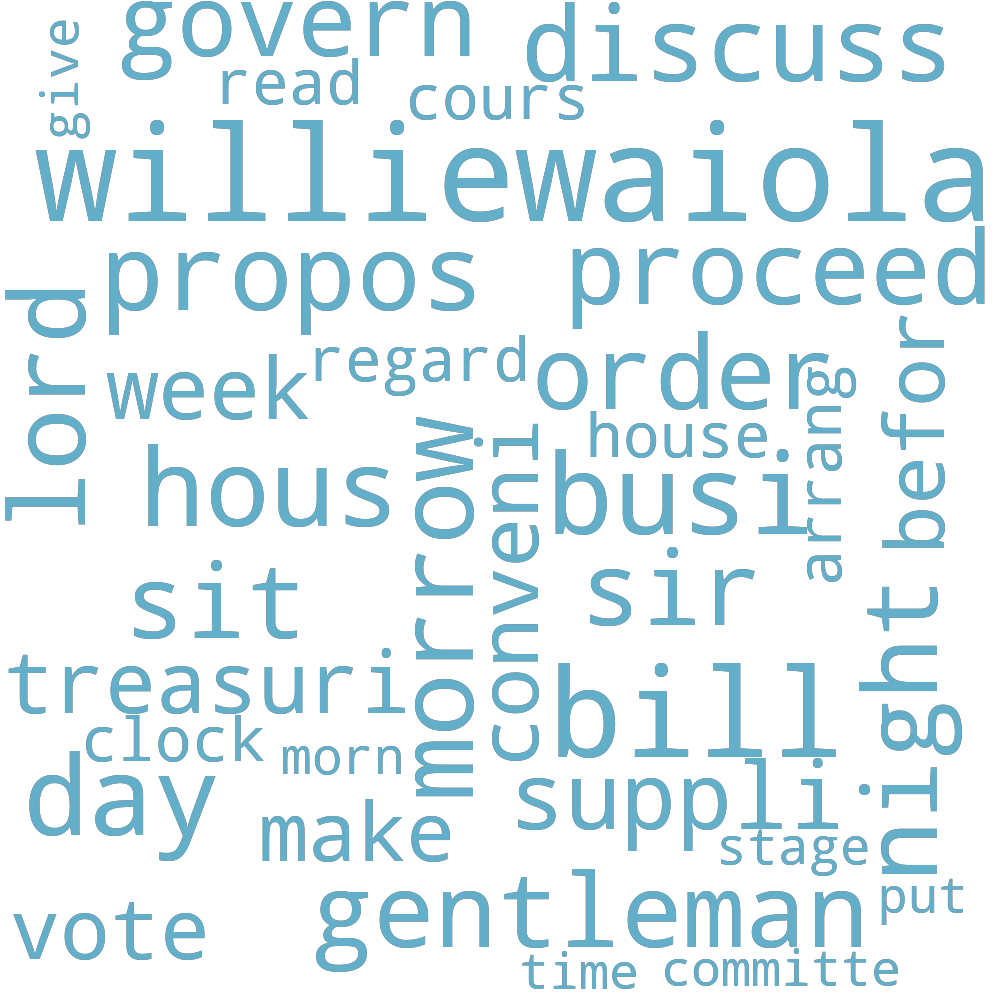 give
govern
discuss
read
cours
williewaiola
propos
proceed
lord
regard
order
week
befor
arrang
house
hous
morrow
conveni
busi
sit
sir
night
treasuri
bill
clock
morn
day
suppli
make
stage
gentleman
put
vote
time
committe